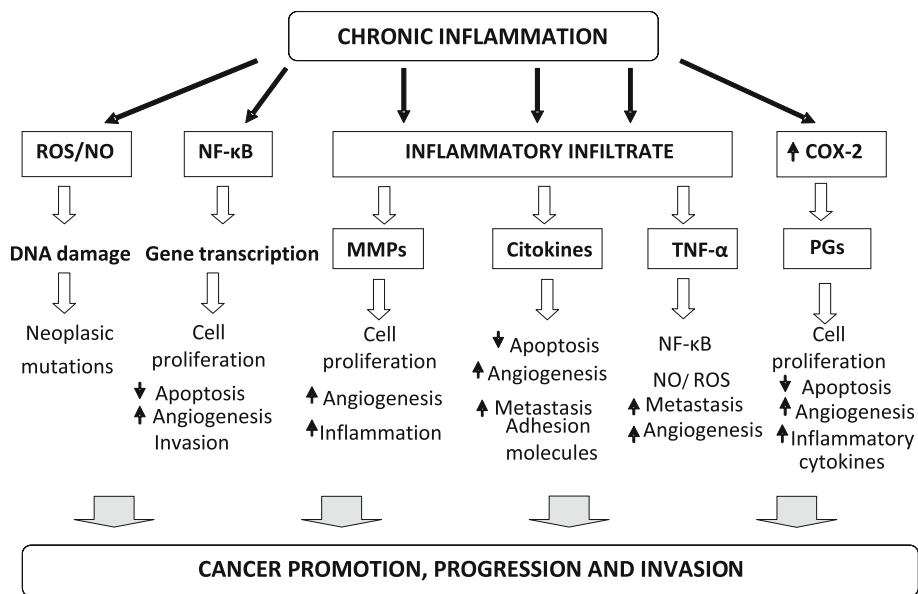 CHRONIC INFLAMMATION
ROS/NO
NF-κB
INFLAMMATORY INFILTRATE
COX-2
DNA damage
Gene transcription
MMPs
Citokines
TNF-α
PGs
Neoplasic
mutations
Cell
proliferation
Apoptosis
Angiogenesis
Invasion
Cell
proliferation
Angiogenesis
Inflammation
Apoptosis
Angiogenesis
Metastasis
Adhesion
molecules
NF-κB
NO/ ROS
Metastasis
Angiogenesis
Cell
proliferation
Apoptosis
Angiogenesis
Inflammatory
cytokines
CANCER PROMOTION, PROGRESSION AND INVASION